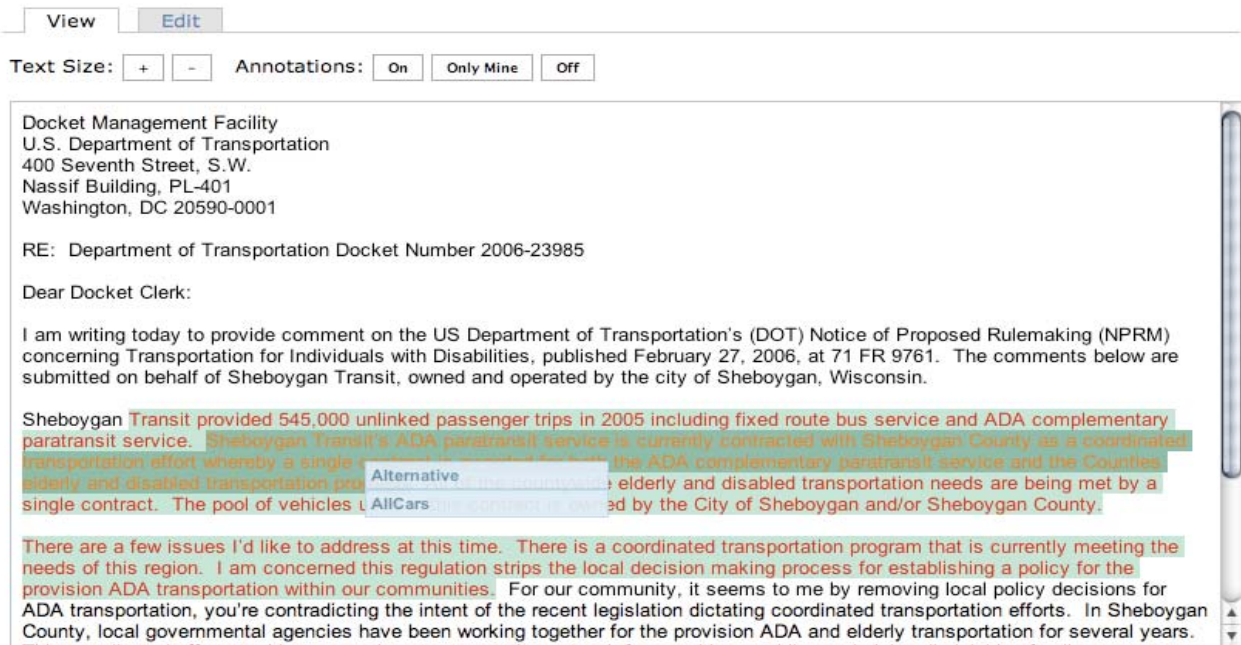 View Edit
Text Size: + - Annotations: On Only Mine Off
Docket Management Facility
U.S. Department of Transportation
400 Seventh Street, S.W.
Nassif Building, PL-401
Washington, DC 20590-0001
RE: Department of Transportation Docket Number 2006-23985
Dear Docket Clerk:
I am writing today to provide comment on the US Department of Transportation's (DOT) Notice of Proposed Rulemaking (NPRM)
concerning Transportation for Individuals with Disabilities, published February 27, 2006, at 71 FR 9761. The comments below are
submitted on behalf of Sheboygan Transit, owned and operated by the city of Sheboygan, Wisconsin.
Sheboygan Transit provided 545,000 unlinked passenger trips in 2005 including fixed route bus service and ADA complementary
paratransit service. Sheboygan Transit's ADA paratransit service is currently contracted with Sheboygan County as a coordinated
transportation effort whereby a single the ADA complementary paratransit service and the Counties
elderly and disabled transportation elderly and disabled transportation needs are being met by a
single contract. The pool of vehicles by the City of Sheboygan and/or Sheboygan County.
Alternative
AllCars
There are a few issues I'd like to address at this time. There is a coordinated transportation program that is currently meeting the
needs of this region. I am concerned this regulation strips the local decision making process for establishing a policy for the
provision ADA transportation within our communities. For our community, it seems to me by removing local policy decisions for
ADA transportation, you're contradicting the intent of the recent legislation dictating coordinated transportation efforts. In Sheboygan
County, local governmental agencies have been working together for the provision ADA and elderly transportation for several years.